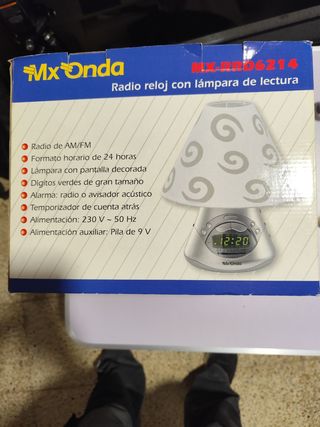 Mx Onda
MX-RRD6214
Radio reloj con lámpara de lectura
Radio de AM/FM
Formato horario de 24 horas
Lámpara con pantalla decorada
Dígitos verdes de gran tamaño
Alarma: radio o avisador acústico
Temporizador de cuenta atrás
Alimentación: 230 V ~ 50 Hz
Alimentación auxiliar: Pila de 9 V
12:20
Mx Onda